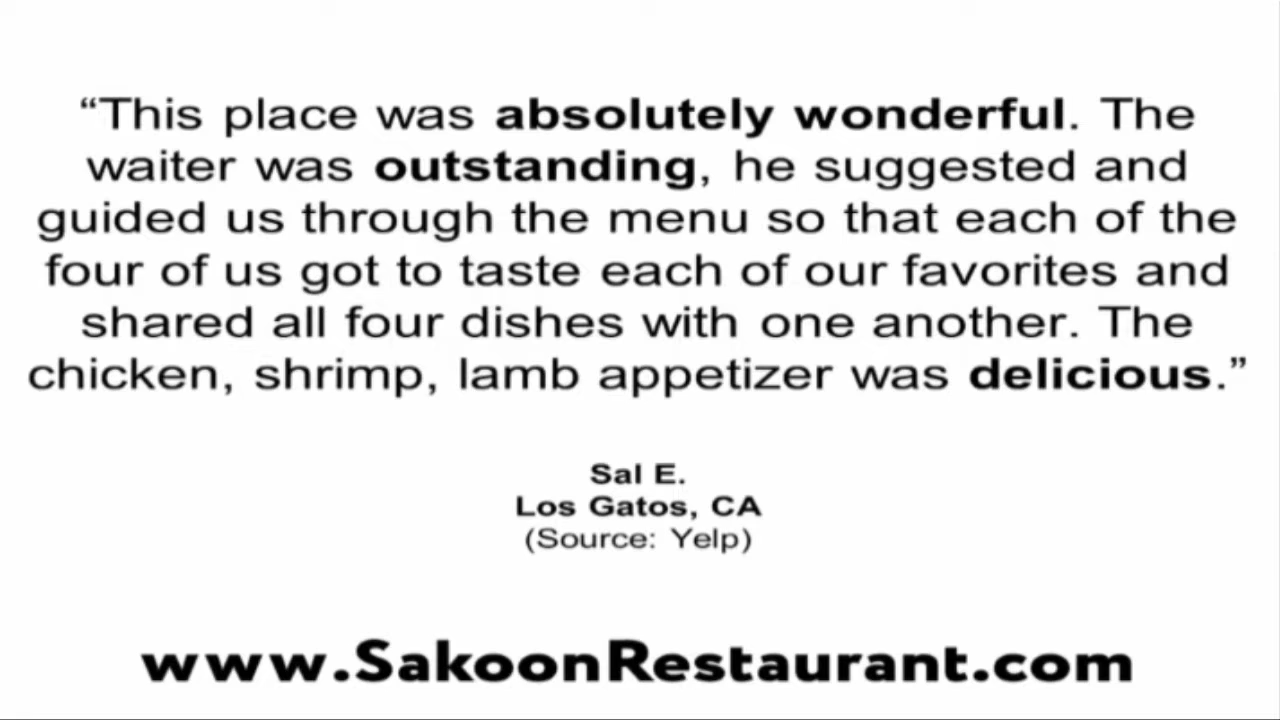 “This place was absolutely wonderful. The
waiter was outstanding, he suggested and
guided us through the menu so that each of the
four of us got to taste each of our favorites and
shared all four dishes with one another. The
chicken, shrimp, lamb appetizer was delicious.”
Sal E.
Los Gatos, CA
(Source: Yelp)
www.SakoonRestaurant.com